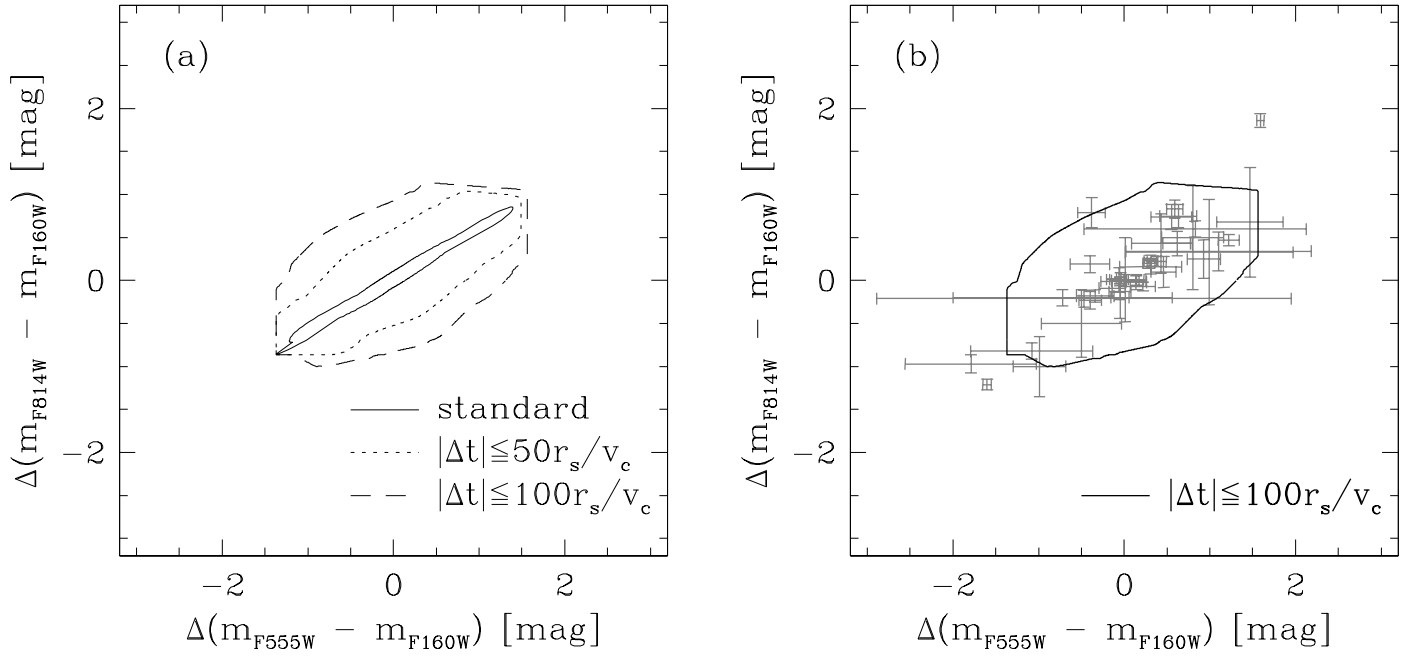 (a)
Δ(m_F814W − m_F160W) [mag]
2
0
−2
standard
|Δt|≦50r_s/v_c
|Δt|≦100r_s/v_c
−2 0 2
Δ(m_F555W − m_F160W) [mag]
(b)
Δ(m_F814W − m_F160W) [mag]
2
0
−2
|Δt|≦100r_s/v_c
−2 0 2
Δ(m_F555W − m_F160W) [mag]